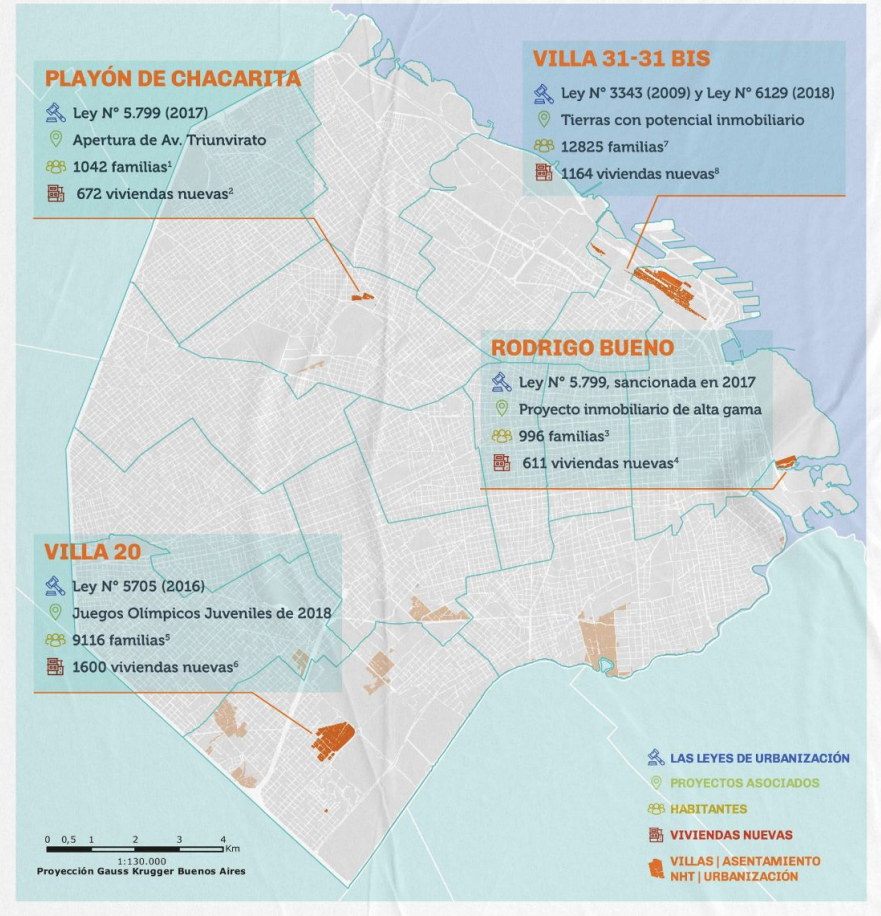 PLAYÓN DE CHACARITA
Ley N° 5.799 (2017)
Apertura de Av. Triunvirato
1042 familias¹
672 viviendas nuevas²
VILLA 31-31 BIS
Ley N° 3343 (2009) y Ley N° 6129 (2018)
Tierras con potencial inmobiliario
12825 familias⁷
1164 viviendas nuevas⁸
RODRIGO BUENO
Ley N° 5.799, sancionada en 2017
Proyecto inmobiliario de alta gama
996 familias³
611 viviendas nuevas⁴
VILLA 20
Ley N° 5705 (2016)
Juegos Olímpicos Juveniles de 2018
9116 familias⁵
1600 viviendas nuevas⁶
LAS LEYES DE URBANIZACIÓN
PROYECTOS ASOCIADOS
HABITANTES
VIVIENDAS NUEVAS
VILLAS | ASENTAMIENTO
NHT | URBANIZACIÓN
0 0,5 1 2 3 4
Km
1:130.000
Proyección Gauss Krugger Buenos Aires